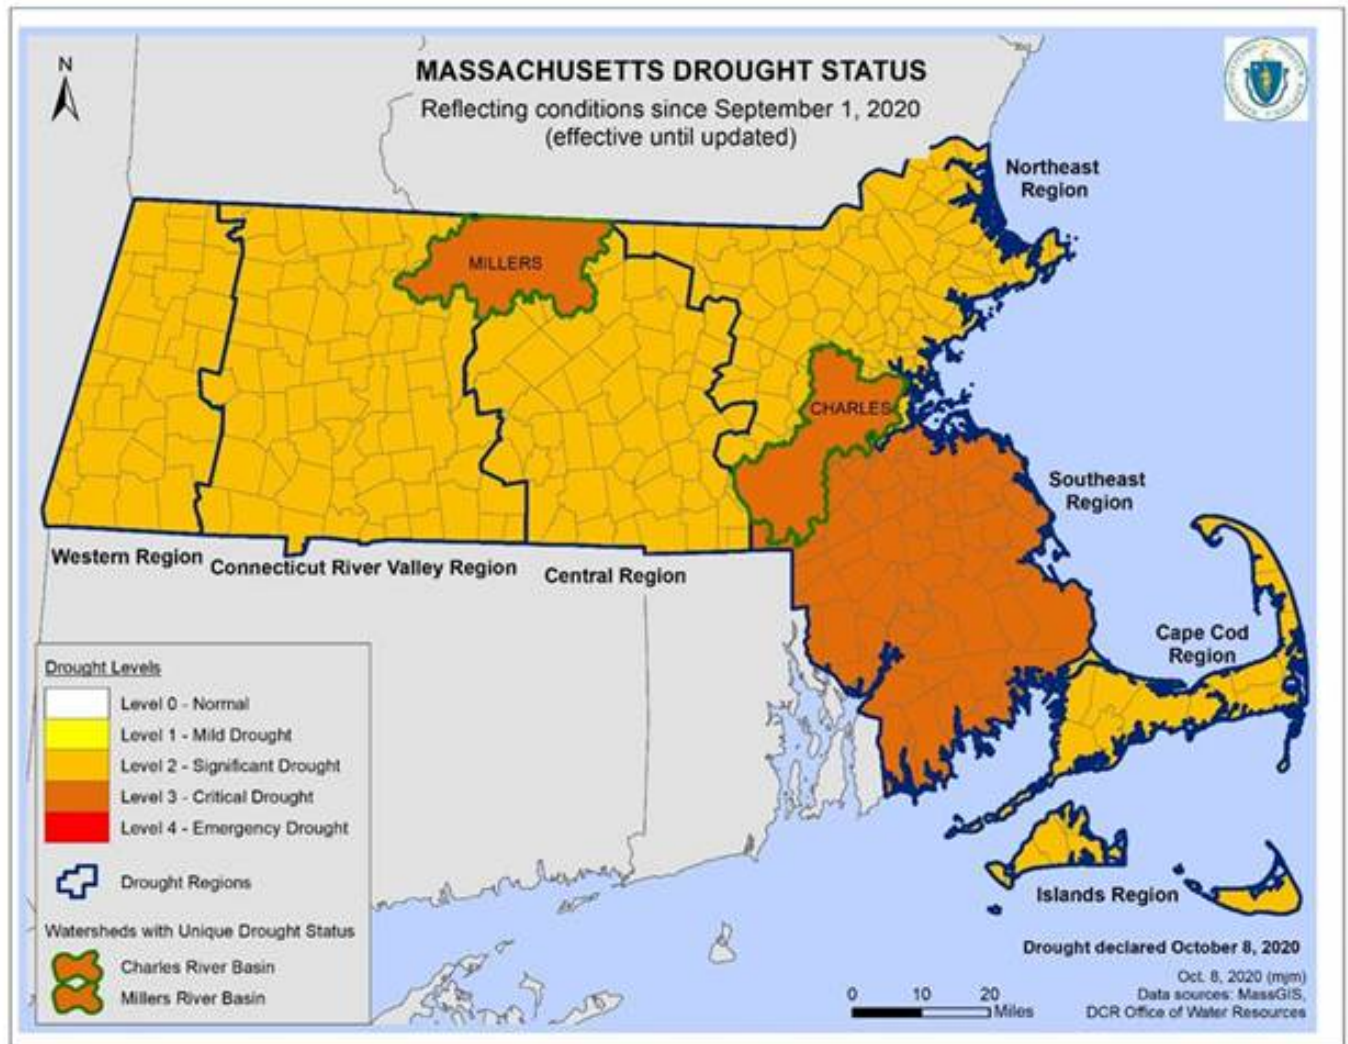 N
MASSACHUSETTS DROUGHT STATUS
Reflecting conditions since September 1, 2020
(effective until updated)
Northeast
Region
MILLERS
CHARLES
Southeast
Region
Western Region
Connecticut River Valley Region
Central Region
Cape Cod
Region
Drought Levels
Level 0 - Normal
Level 1 - Mild Drought
Level 2 - Significant Drought
Level 3 - Critical Drought
Level 4 - Emergency Drought
Drought Regions
Watersheds with Unique Drought Status
Charles River Basin
Millers River Basin
Islands Region
Drought declared October 8, 2020
Oct. 8, 2020 (mjm)
Data sources: MassGIS,
DCR Office of Water Resources
0 10 20
Miles